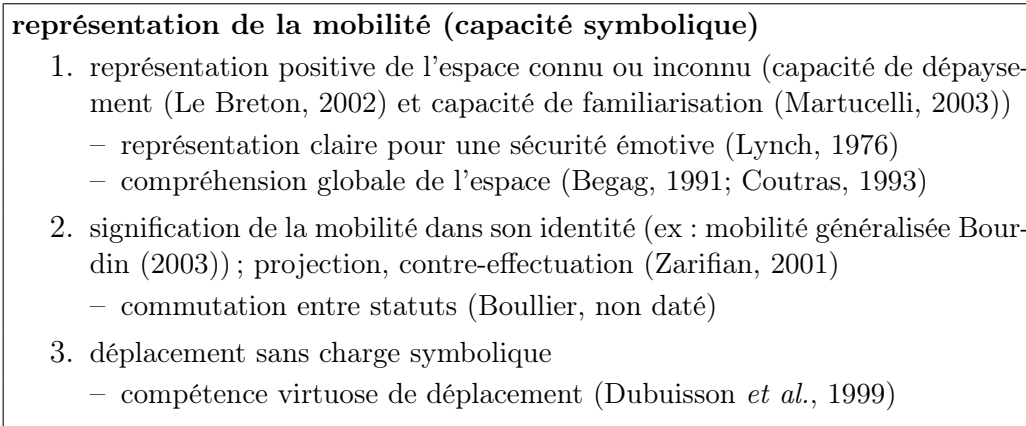 représentation de la mobilité (capacité symbolique)
1. représentation positive de l'espace connu ou inconnu (capacité de dépayse-
ment (Le Breton, 2002) et capacité de familiarisation (Martucelli, 2003))
– représentation claire pour une sécurité émotive (Lynch, 1976)
– compréhension globale de l'espace (Begag, 1991; Coutras, 1993)
2. signification de la mobilité dans son identité (ex : mobilité généralisée Bour-
din (2003)) ; projection, contre-effectuation (Zarifian, 2001)
– commutation entre statuts (Boullier, non daté)
3. déplacement sans charge symbolique
– compétence virtuose de déplacement (Dubuisson et al., 1999)